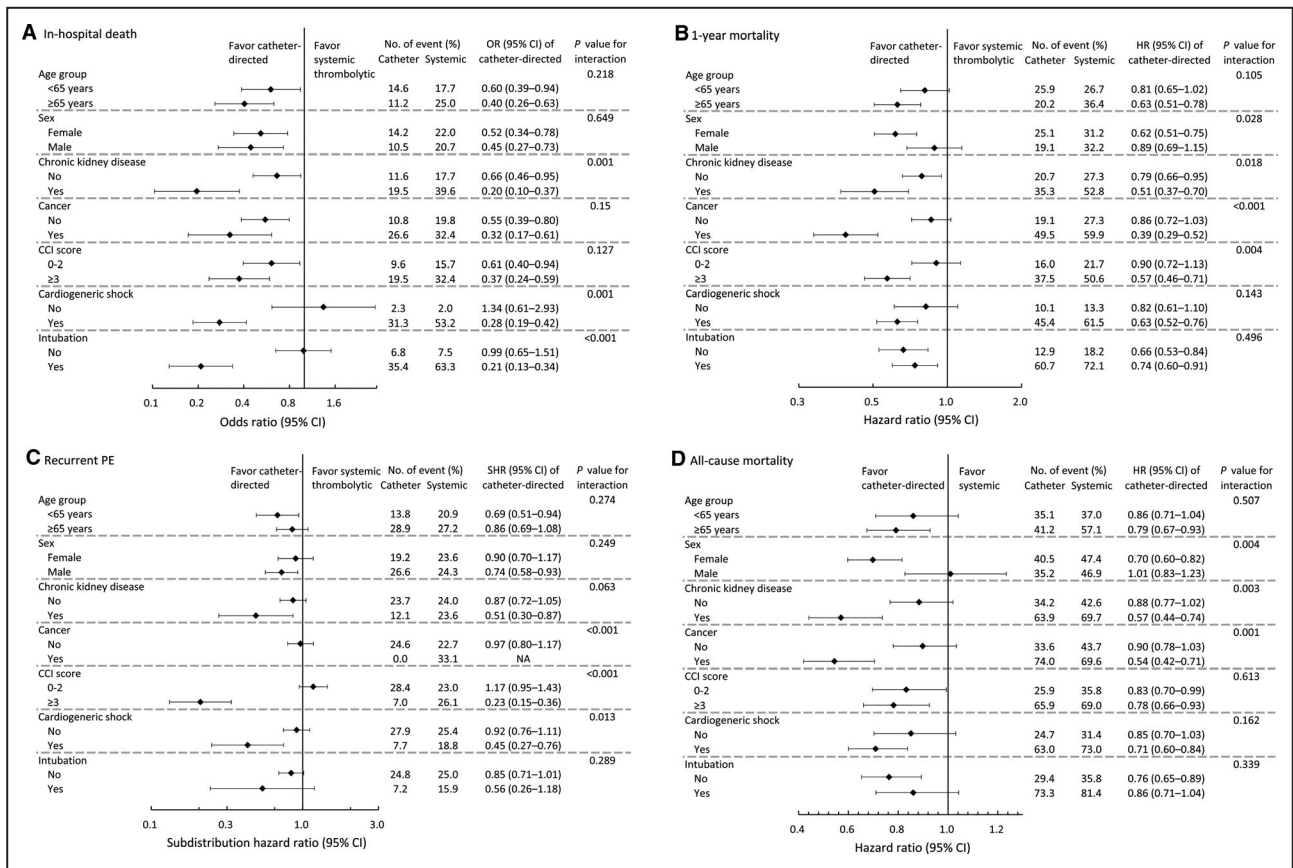 A In-hospital death
Favor catheter-directed Favor systemic thrombolytic No. of event (%) Catheter Systemic OR (95% CI) of catheter-directed P value for interaction
Age group 0.218
<65 years 14.6 17.7 0.60 (0.39–0.94)
≥65 years 11.2 25.0 0.40 (0.26–0.63)
Sex 0.649
Female 14.2 22.0 0.52 (0.34–0.78)
Male 10.5 20.7 0.45 (0.27–0.73)
Chronic kidney disease 0.001
No 11.6 17.7 0.66 (0.46–0.95)
Yes 19.5 39.6 0.20 (0.10–0.37)
Cancer 0.15
No 10.8 19.8 0.55 (0.39–0.80)
Yes 26.6 32.4 0.32 (0.17–0.61)
CCI score 0.127
0-2 9.6 15.7 0.61 (0.40–0.94)
≥3 19.5 32.4 0.37 (0.24–0.59)
Cardiogeneric shock 0.001
No 2.3 2.0 1.34 (0.61–2.93)
Yes 31.3 53.2 0.28 (0.19–0.42)
Intubation <0.001
No 6.8 7.5 0.99 (0.65–1.51)
Yes 35.4 63.3 0.21 (0.13–0.34)
0.1 0.2 0.4 0.8 1.6 3.0
Odds ratio (95% CI)
B 1-year mortality
Favor catheter-directed Favor systemic thrombolytic No. of event (%) Catheter Systemic HR (95% CI) of catheter-directed P value for interaction
Age group 0.105
<65 years 25.9 26.7 0.81 (0.65–1.02)
≥65 years 20.2 36.4 0.63 (0.51–0.78)
Sex 0.028
Female 25.1 31.2 0.62 (0.51–0.75)
Male 19.1 32.2 0.89 (0.69–1.15)
Chronic kidney disease 0.018
No 20.7 27.3 0.79 (0.66–0.95)
Yes 35.3 52.8 0.51 (0.37–0.70)
Cancer <0.001
No 19.1 27.3 0.86 (0.72–1.03)
Yes 49.5 59.9 0.39 (0.29–0.52)
CCI score 0.004
0-2 16.0 21.7 0.90 (0.72–1.13)
≥3 37.5 50.6 0.57 (0.46–0.71)
Cardiogeneric shock 0.143
No 10.1 13.3 0.82 (0.61–1.10)
Yes 45.4 61.5 0.63 (0.52–0.76)
Intubation 0.496
No 12.9 18.2 0.66 (0.53–0.84)
Yes 60.7 72.1 0.74 (0.60–0.91)
0.3 0.5 1.0 2.0
Hazard ratio (95% CI)
C Recurrent PE
Favor catheter-directed Favor systemic thrombolytic No. of event (%) Catheter Systemic SHR (95% CI) of catheter-directed P value for interaction
Age group 0.274
<65 years 13.8 20.9 0.69 (0.51–0.94)
≥65 years 28.9 27.2 0.86 (0.69–1.08)
Sex 0.249
Female 19.2 23.6 0.90 (0.70–1.17)
Male 26.6 24.3 0.74 (0.58–0.93)
Chronic kidney disease 0.063
No 23.7 24.0 0.87 (0.72–1.05)
Yes 12.1 23.6 0.51 (0.30–0.87)
Cancer <0.001
No 24.6 22.7 0.97 (0.80–1.17)
Yes 0.0 33.1 NA
CCI score <0.001
0-2 28.4 23.0 1.17 (0.95–1.43)
≥3 7.0 26.1 0.23 (0.15–0.36)
Cardiogeneric shock 0.013
No 27.9 25.4 0.92 (0.76–1.11)
Yes 7.7 18.8 0.45 (0.27–0.76)
Intubation 0.289
No 24.8 25.0 0.85 (0.71–1.01)
Yes 7.2 15.9 0.56 (0.26–1.18)
0.1 0.3 1.0 3.0
Subdistribution hazard ratio (95% CI)
D All-cause mortality
Favor catheter-directed Favor systemic No. of event (%) Catheter Systemic HR (95% CI) of catheter-directed P value for interaction
Age group 0.507
<65 years 35.1 37.0 0.86 (0.71–1.04)
≥65 years 41.2 57.1 0.79 (0.67–0.93)
Sex 0.004
Female 40.5 47.4 0.70 (0.60–0.82)
Male 35.2 46.9 1.01 (0.83–1.23)
Chronic kidney disease 0.003
No 34.2 42.6 0.88 (0.77–1.02)
Yes 63.9 69.7 0.57 (0.44–0.74)
Cancer 0.001
No 33.6 43.7 0.90 (0.78–1.03)
Yes 74.0 69.6 0.54 (0.42–0.71)
CCI score 0.613
0-2 25.9 35.8 0.83 (0.70–0.99)
≥3 65.9 69.0 0.78 (0.66–0.93)
Cardiogeneric shock 0.162
No 24.7 31.4 0.85 (0.70–1.03)
Yes 63.0 73.0 0.71 (0.60–0.84)
Intubation 0.339
No 29.4 35.8 0.76 (0.65–0.89)
Yes 73.3 81.4 0.86 (0.71–1.04)
0.4 0.6 0.8 1.0 1.2
Hazard ratio (95% CI)